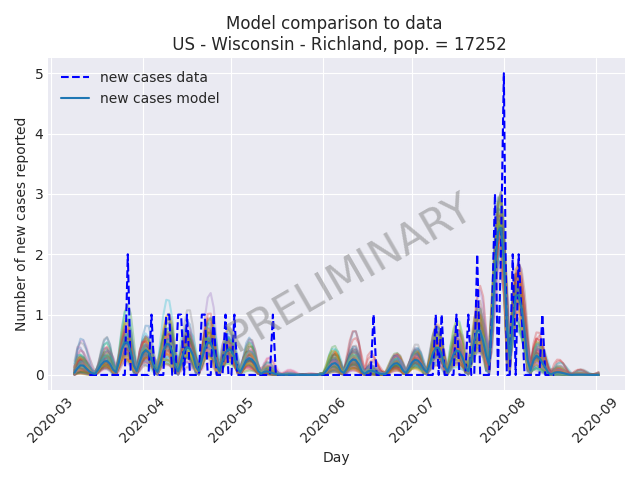 Model comparison to data
US - Wisconsin - Richland, pop. = 17252
new cases data
new cases model
Number of new cases reported
5
4
3
2
1
0
PRELIMINARY
2020-03
2020-04
2020-05
2020-06
2020-07
2020-08
2020-09
Day